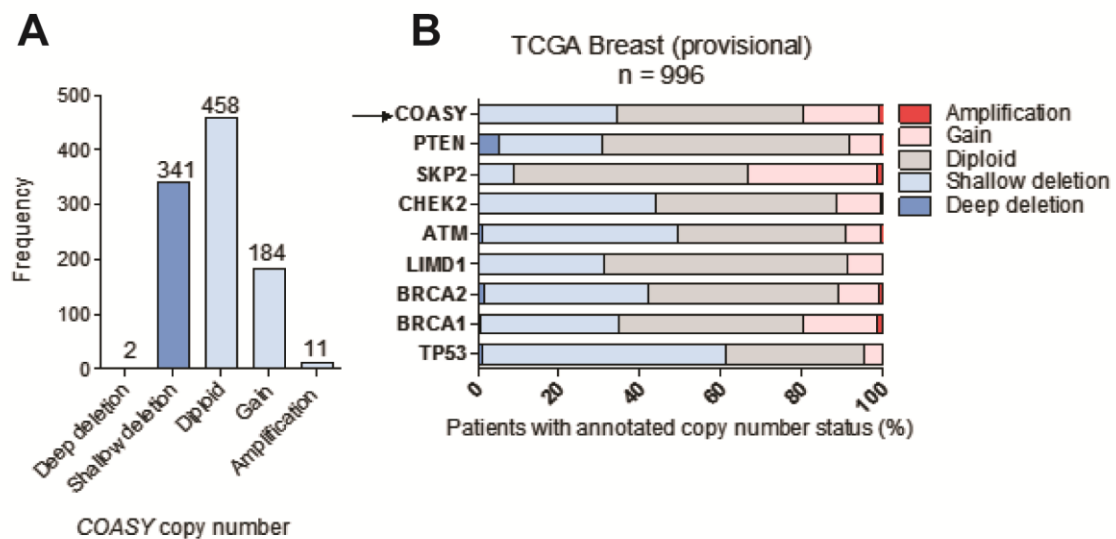 A
500
400
300
200
100
0
Frequency
2
341
458
184
11
Deep deletion
Shallow deletion
Diploid
Gain
Amplification
COASY copy number
B
TCGA Breast (provisional)
n = 996
COASY
PTEN
SKP2
CHEK2
ATM
LIMD1
BRCA2
BRCA1
TP53
0 20 40 60 80 100
Patients with annotated copy number status (%)
Amplification
Gain
Diploid
Shallow deletion
Deep deletion